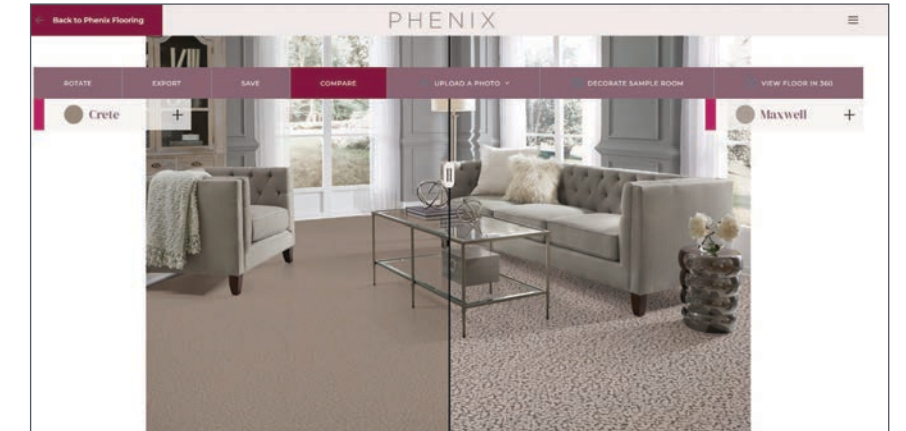 Back to Phenix Flooring
PHENIX
ROTATE EXPORT SAVE COMPARE UPLOAD A PHOTO DECORATE SAMPLE ROOM VIEW FLOOR IN 360
Crete +
Maxwell +